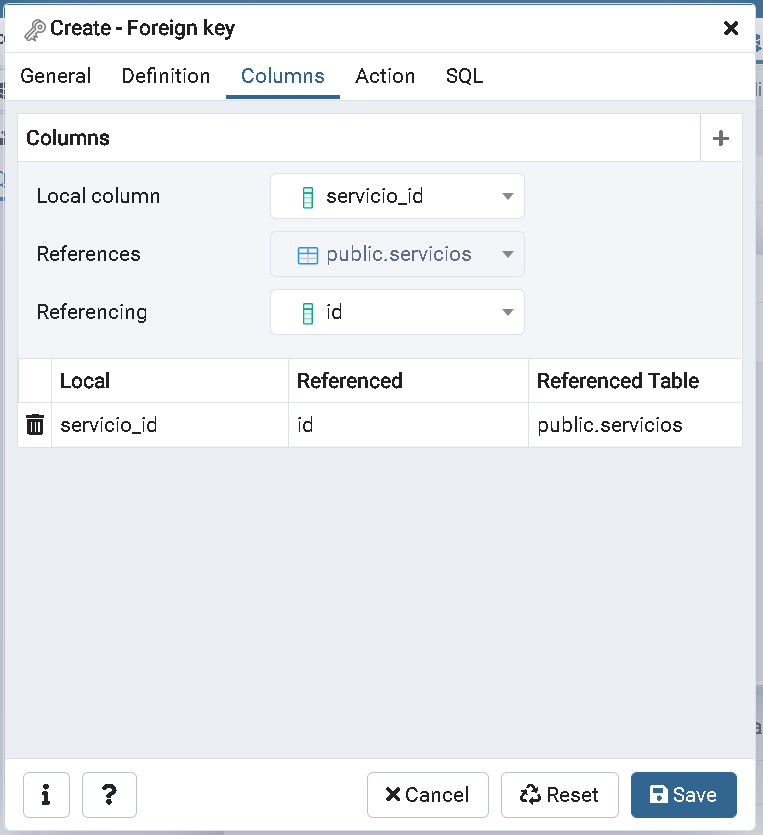 Create - Foreign key
General Definition Columns Action SQL
Columns
Local column servicio_id
References public.servicios
Referencing id
Local Referenced Referenced Table
servicio_id id public.servicios
i ? Cancel Reset Save